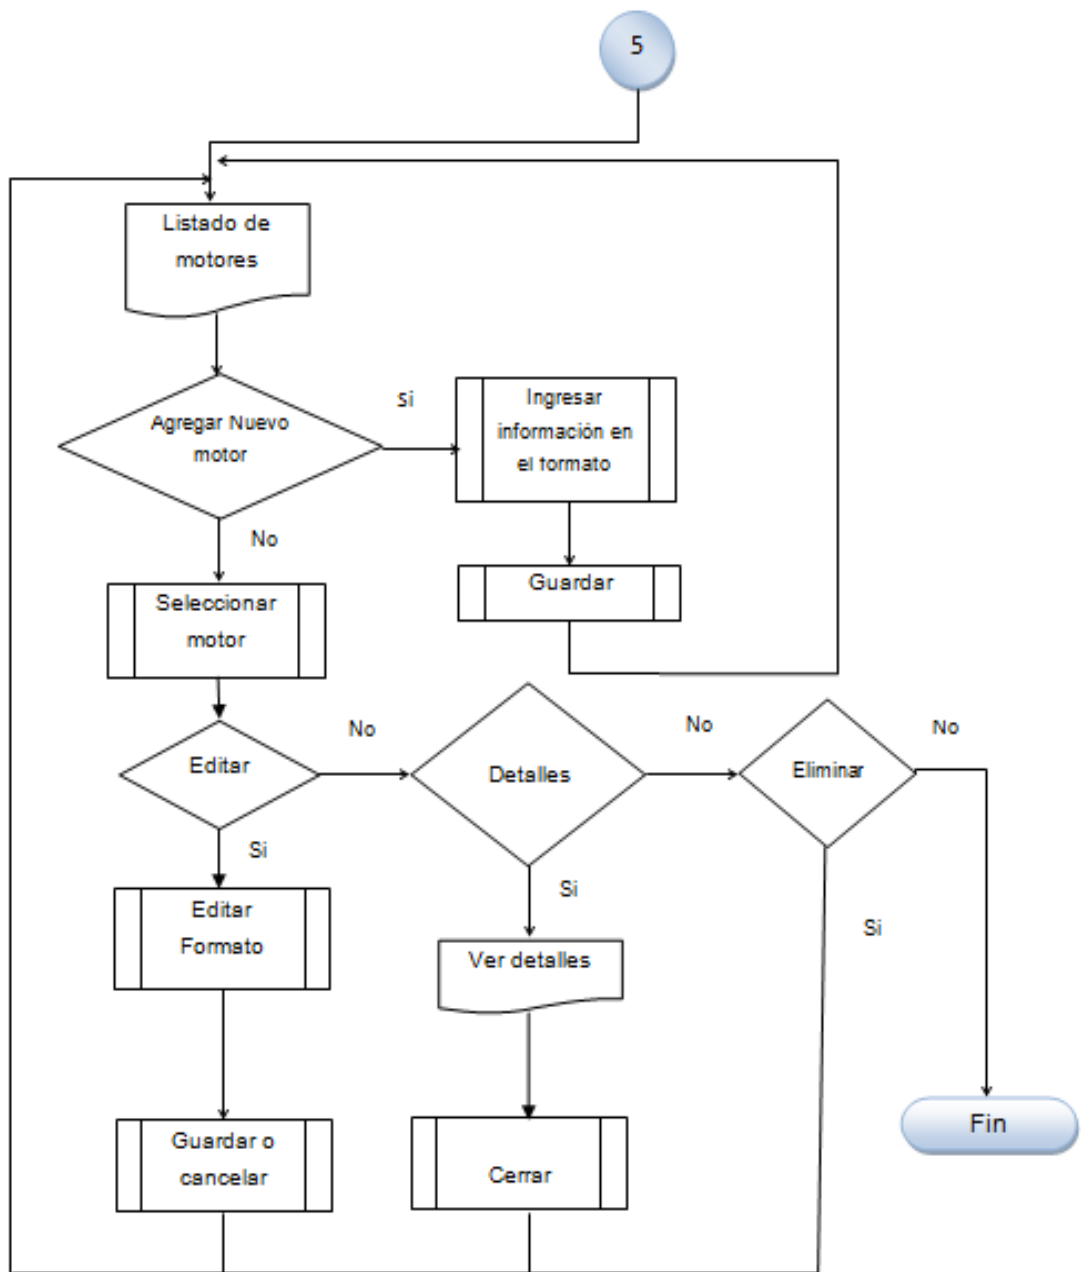 5
Listado de
motores
Agregar Nuevo
motor
Si
Ingresar
información en
el formato
No
Guardar
Seleccionar
motor
Editar
No
Detalles
No
Eliminar
No
Si
Editar
Formato
Si
Ver detalles
Si
Guardar o
cancelar
Cerrar
Fin